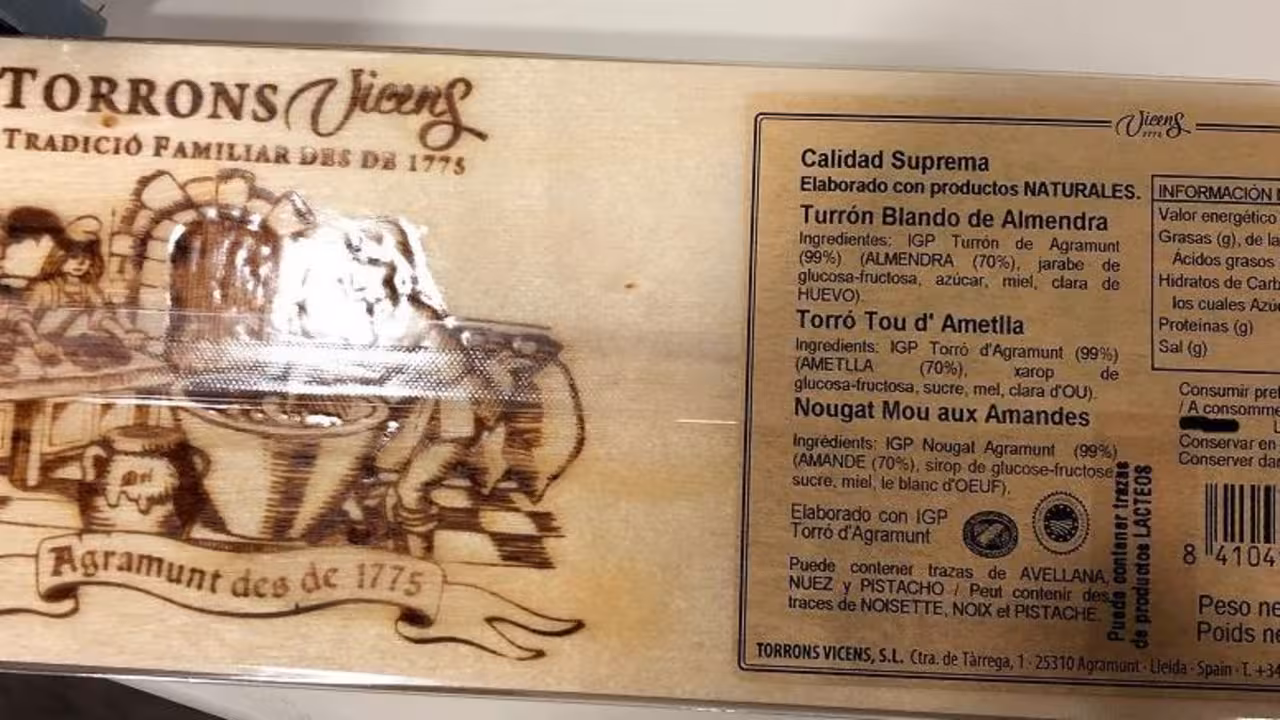 TORRONS Vicens
TRADICIÓ FAMILIAR DES DE 1775
Agramunt des de 1775
Vicens
1775
Calidad Suprema
Elaborado con productos NATURALES.
Turrón Blando de Almendra
Ingredientes: IGP Turrón de Agramunt
(99%) (ALMENDRA (70%), jarabe de
glucosa-fructosa, azúcar, miel, clara de
HUEVO).
Torró Tou d' Ametlla
Ingredients: IGP Torró d'Agramunt (99%)
(AMETLLA (70%), xarop de
glucosa-fructosa, sucre, mel, clara d'OU).
Nougat Mou aux Amandes
Ingrédients: IGP Nougat Agramunt (99%)
(AMANDE (70%), sirop de glucose-fructose
sucre, miel, le blanc d'OEUF).
Elaborado con IGP
Torró d'Agramunt
Puede contener trazas de AVELLANA,
NUEZ y PISTACHO / Peut contenir des
traces de NOISETTE, NOIX et PISTACHE.
Puede contener trazas
de productos LACTEOS
INFORMACIÓN
Valor energético
Grasas (g), de la
Ácidos grasos
Hidratos de Carb
los cuales Azú
Proteinas (g)
Sal (g)
Consumir pre
/ A consomme
Conservar en
Conserver da
8 4104
Peso ne
Poids ne
TORRONS VICENS, S.L. Ctra. de Tàrrega, 1 · 25310 Agramunt · Lleida · Spain · T. +34